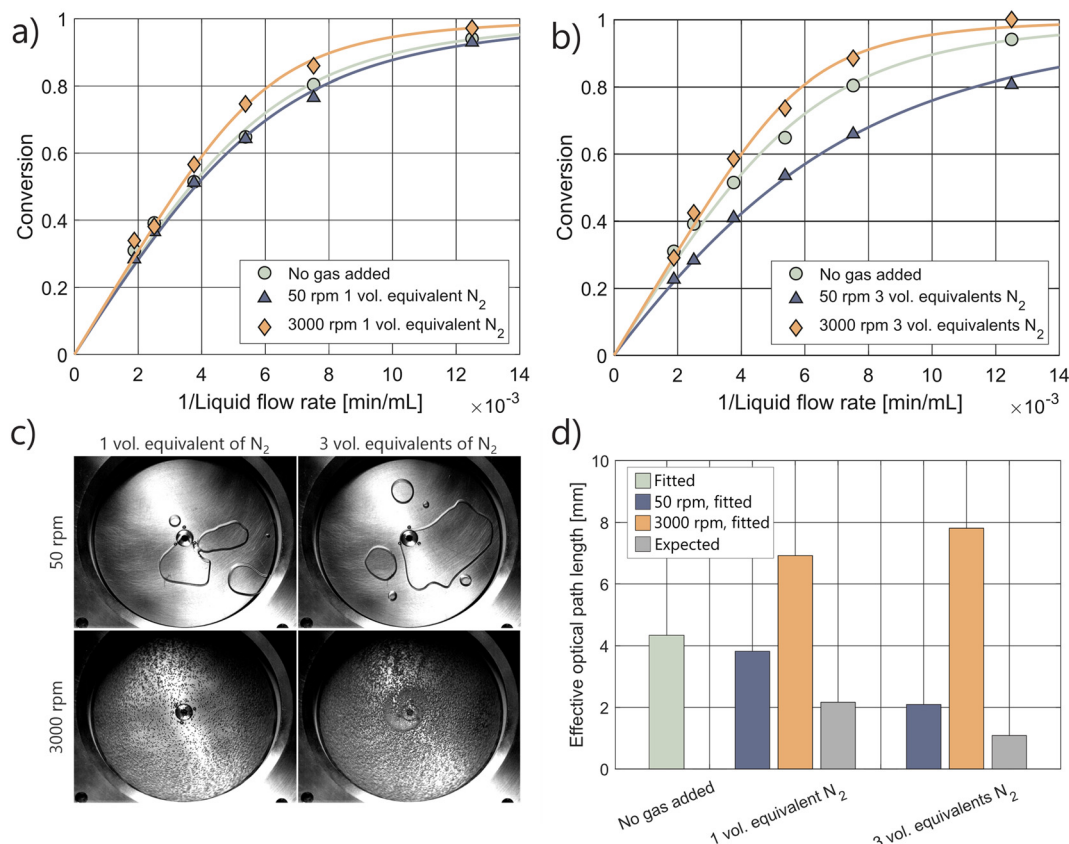 a)
1
0.8
0.6
0.4
0.2
0
Conversion
No gas added
50 rpm 1 vol. equivalent N2
3000 rpm 1 vol. equivalent N2
0 2 4 6 8 10 12 14
1/Liquid flow rate [min/mL] ×10-3
b)
1
0.8
0.6
0.4
0.2
0
Conversion
No gas added
50 rpm 3 vol. equivalents N2
3000 rpm 3 vol. equivalents N2
0 2 4 6 8 10 12 14
1/Liquid flow rate [min/mL] ×10-3
c)
1 vol. equivalent of N2 3 vol. equivalents of N2
50 rpm
3000 rpm
d)
10
8
6
4
2
0
Effective optical path length [mm]
Fitted
50 rpm, fitted
3000 rpm, fitted
Expected
No gas added
1 vol. equivalent N2
3 vol. equivalents N2